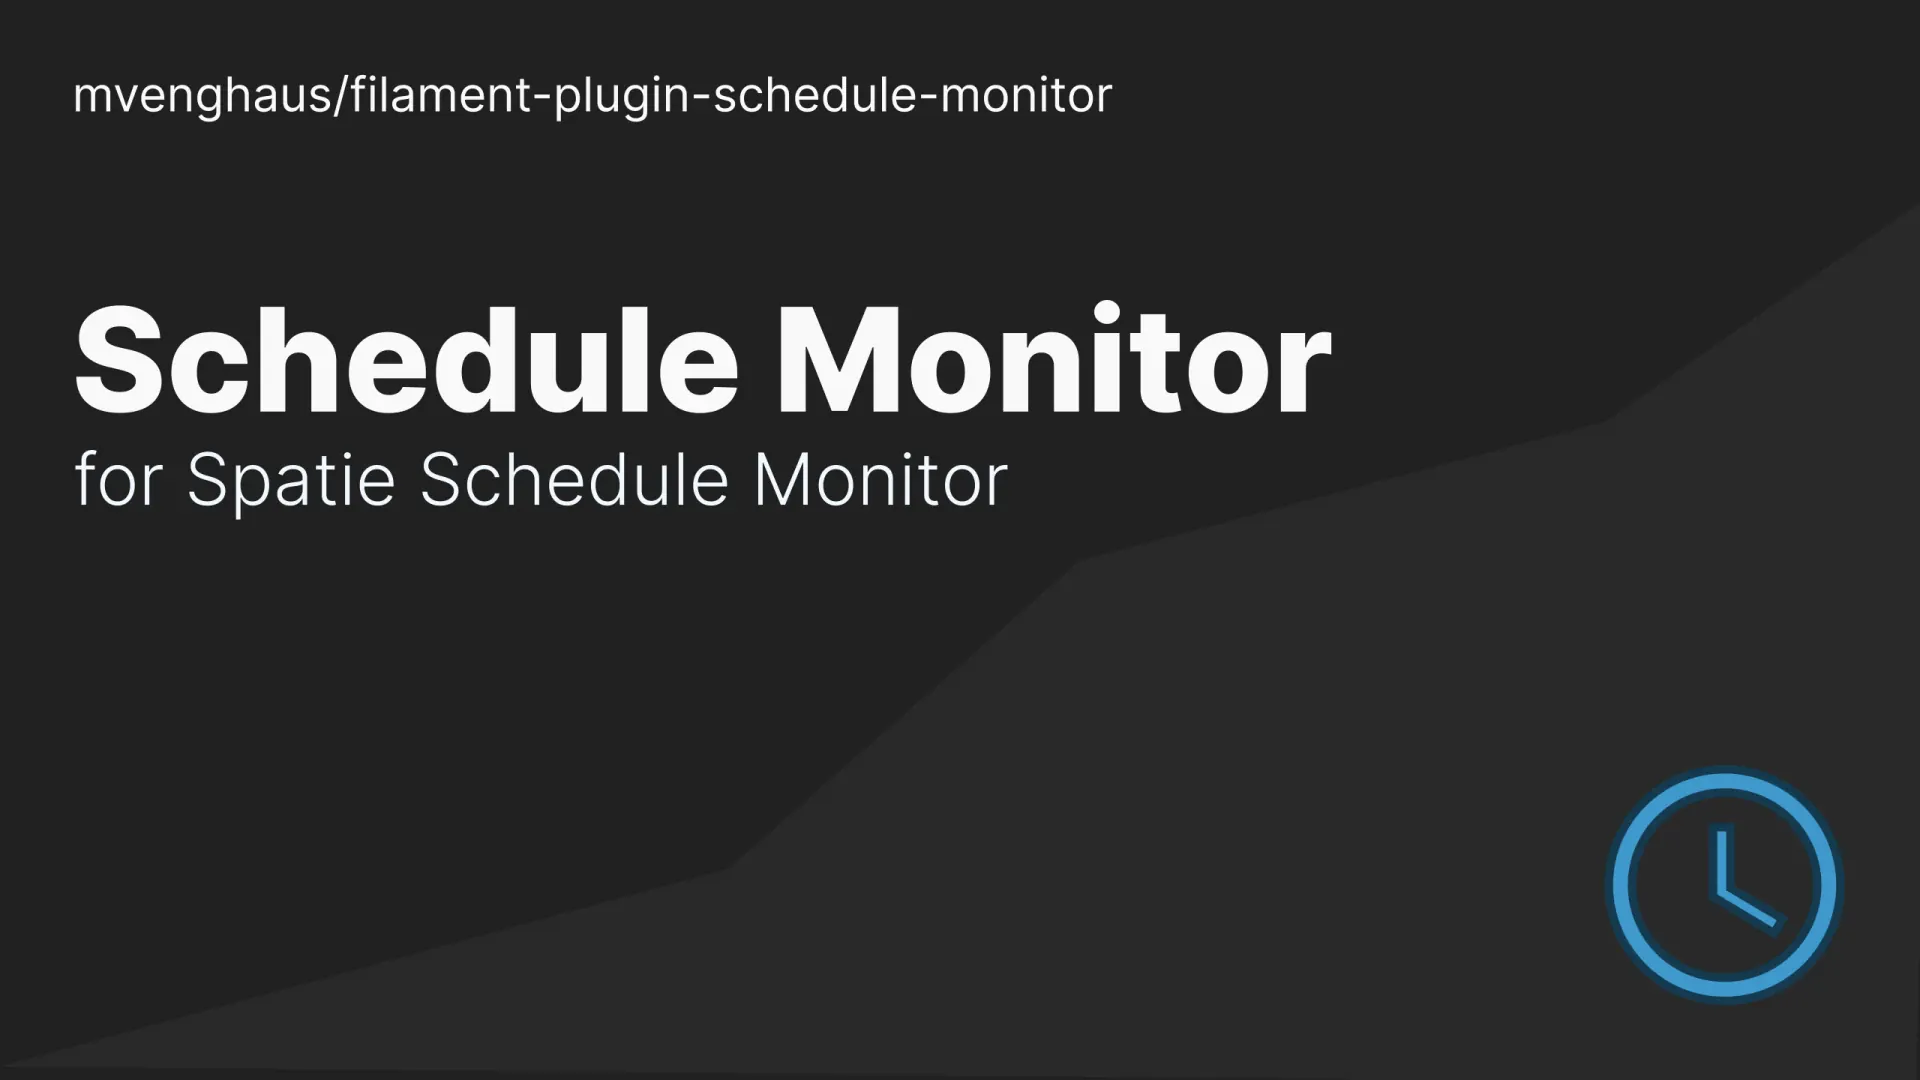 mvenghaus/filament-plugin-schedule-monitor
Schedule Monitor
for Spatie Schedule Monitor